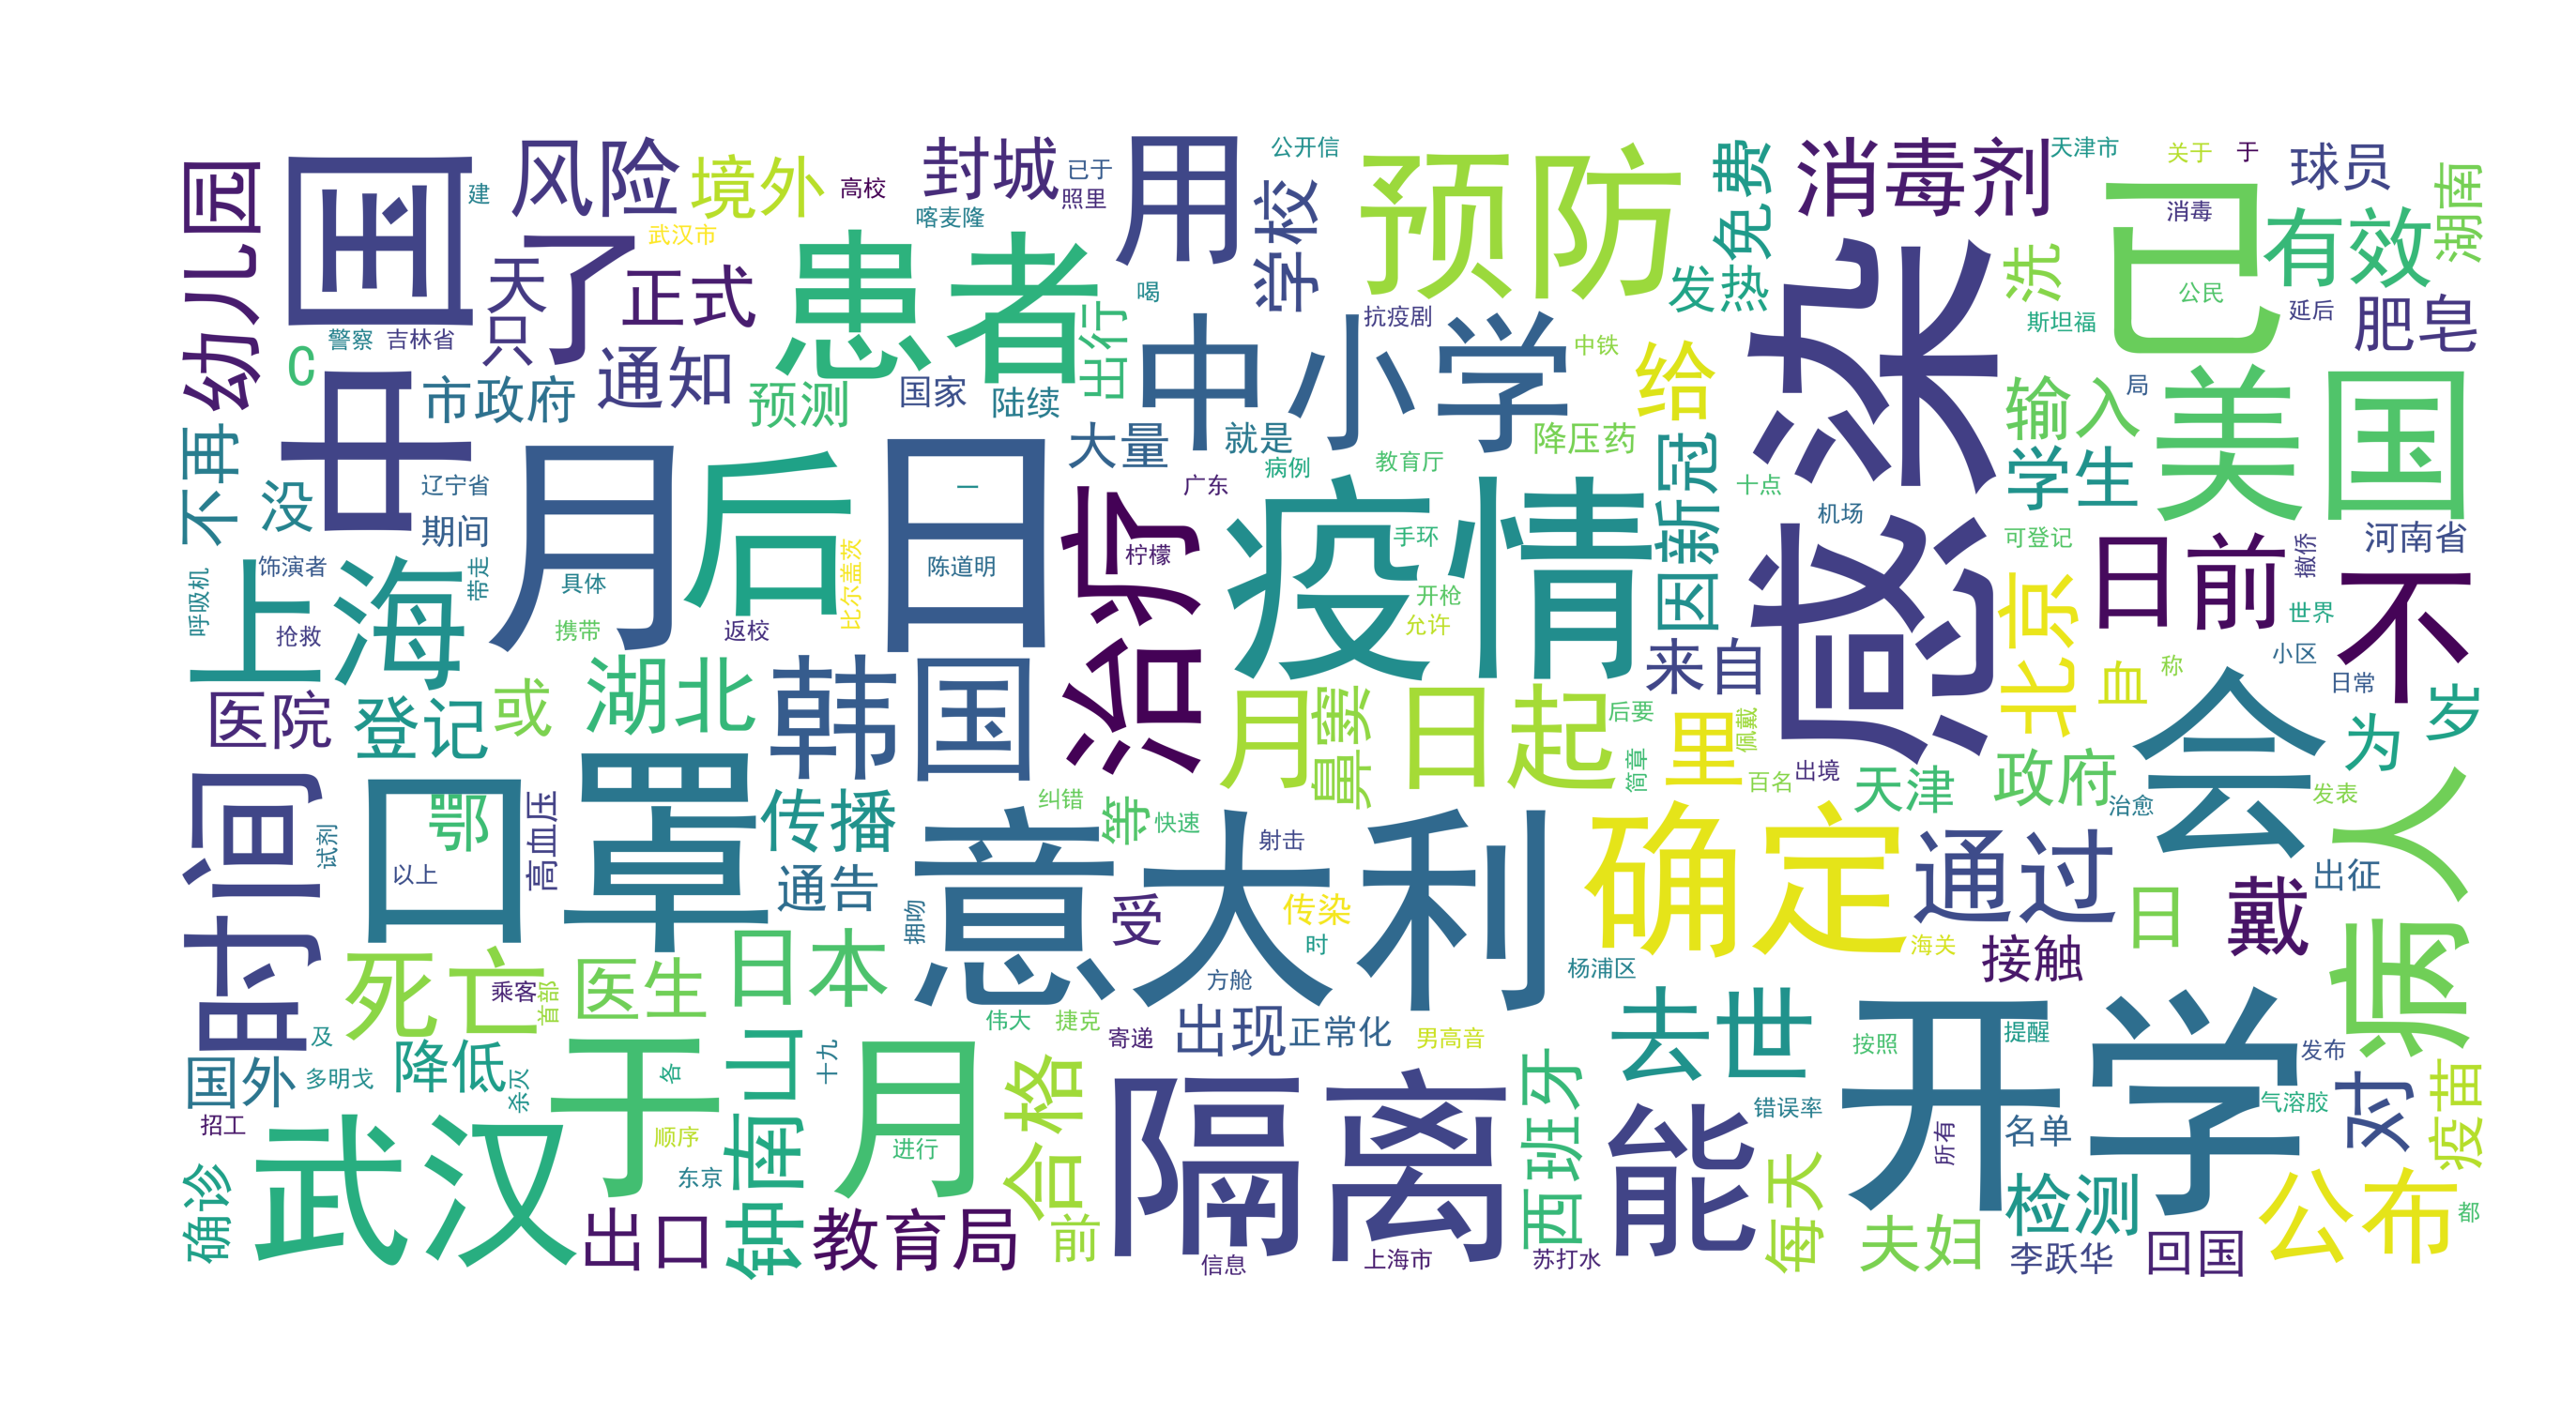 幼儿园
中国
建
风险
境外
高校
封城
已于
照里
用
公开信
预防
免费
消毒剂
天津市
关于
于
球员
湖南
了
天
只
正式
武汉市
患者
喀麦隆
喝
学校
发热
感染
洗
已
消毒
有效
公民
延后
斯坦福
肥皂
C
警察
吉林省
市政府
通知
预测
国家
陆续
出行
抗疫剧
中小学
中铁
给
输入
局
美国
不再
没
辽宁省
期间
月
后
日
一
大量
就是
降压药
病例
教育厅
广东
疫情
因新冠
十点
机场
学生
河南省
呼吸机
饰演者
带走
具体
比尔盖茨
陈道明
治疗
柠檬
手环
开枪
允许
可登记
撤侨
日前
世界
不
上海
抢救
携带
返校
韩国
来自
北京
血
称
小区
日常
岁
医院
登记
或
湖北
月
鼻窦
日起
后要
里
佩戴
会
为
时间
口罩
鄂
高血压
传播
等
纠错
快速
简章
百名
出境
天津
政府
治愈
发表
病人
试剂
以上
通告
意大利
射击
确定
通过
出征
死亡
乘客
首部
医生
日本
拥吻
受
传染
时
方舱
杨浦区
海关
接触
日
戴
国外
及
多明戈
降低
杀灭
于
各
钟南山
十九
月
伟大
捷克
寄递
出现
正常化
男高音
去世
按照
开学
提醒
发布
招工
武汉
顺序
东京
进行
合格
隔离
西班牙
能
错误率
所有
名单
气溶胶
对
疫苗
确诊
出口
教育局
前
信息
上海市
苏打水
每天
夫妇
检测
李跃华
回国
公布
都